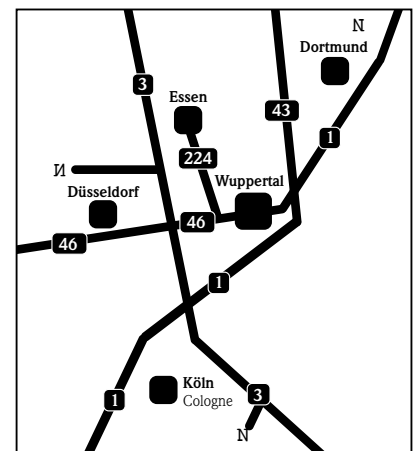 N
Dortmund
3
Essen
43
1
224
N
Wuppertal
Düsseldorf
46
46
1
Köln
3
1
Cologne
N